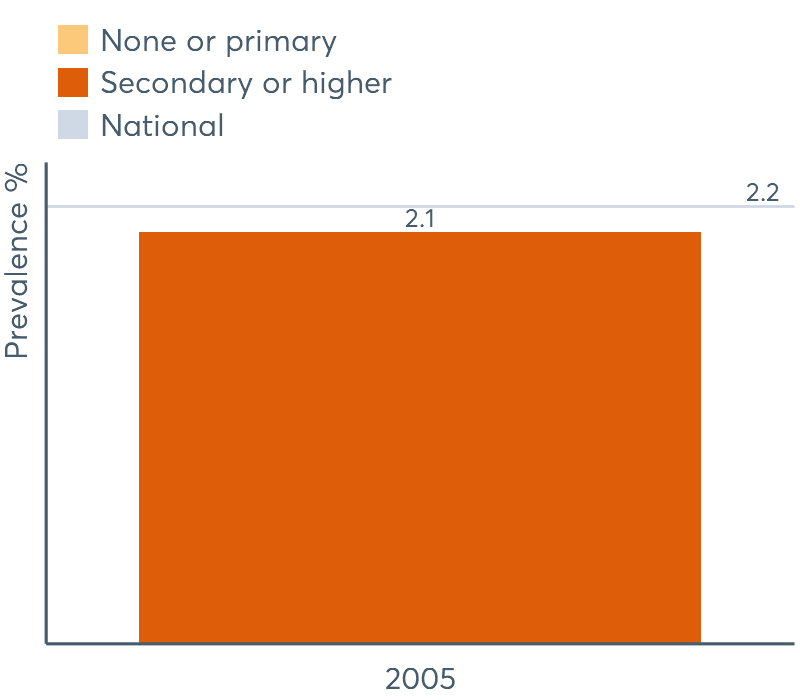 None or primary
Secondary or higher
National
Prevalence %
2.2
2.1
2005